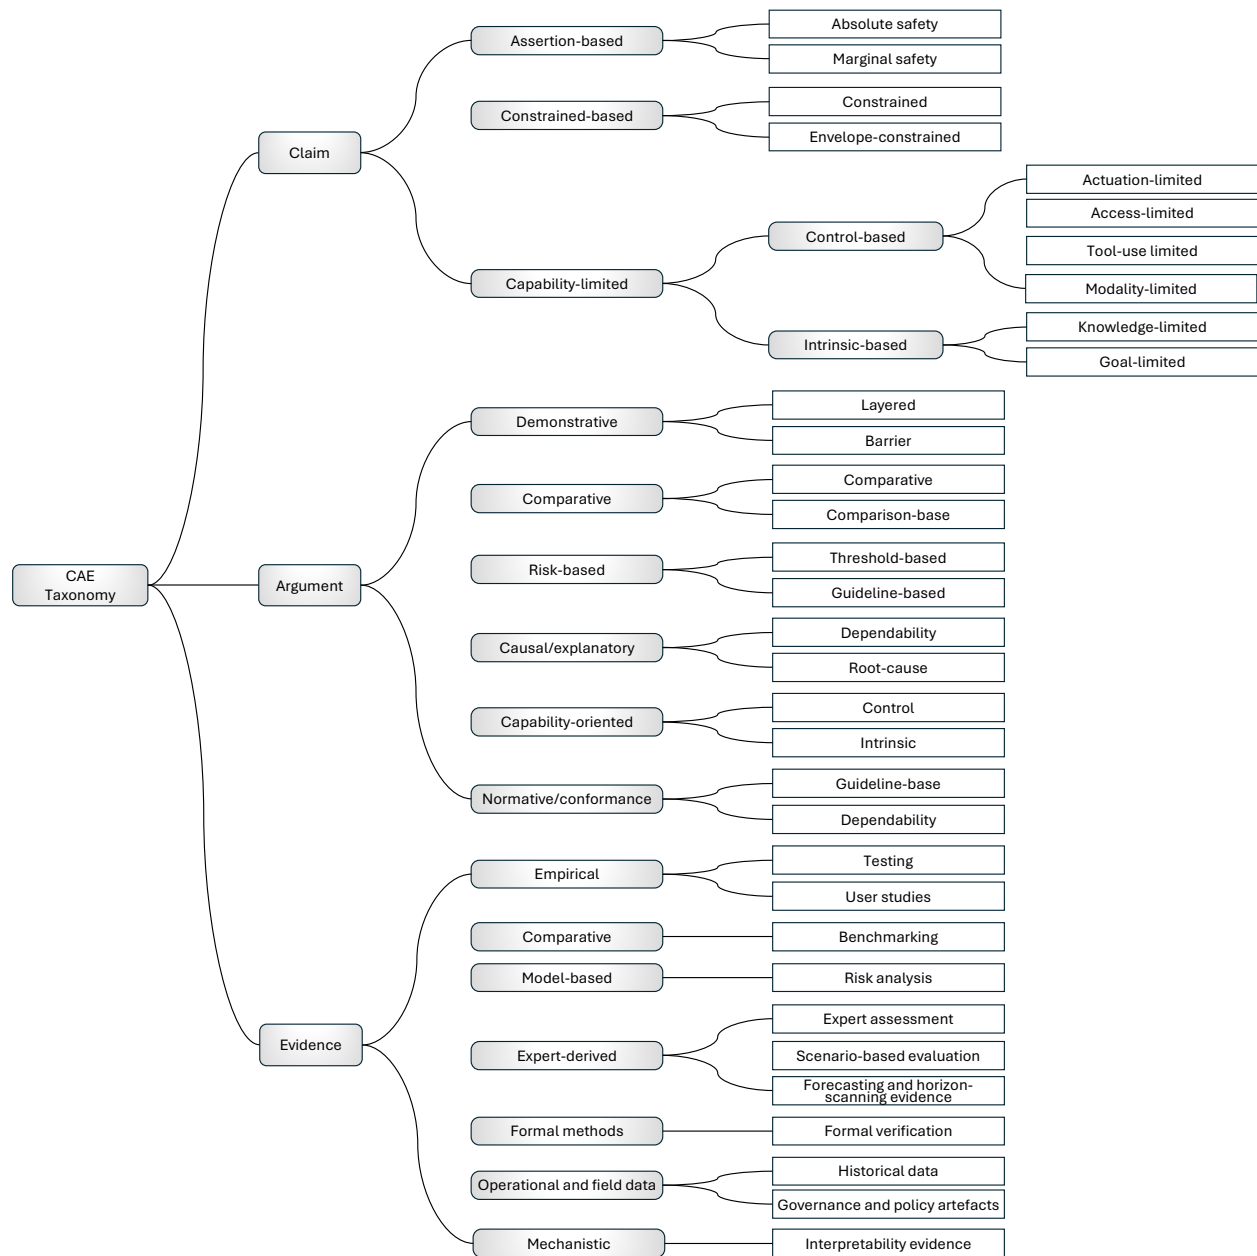 CAE
Taxonomy
Claim
Assertion-based
Absolute safety
Marginal safety
Constrained-based
Constrained
Envelope-constrained
Capability-limited
Control-based
Actuation-limited
Access-limited
Tool-use limited
Modality-limited
Intrinsic-based
Knowledge-limited
Goal-limited
Argument
Demonstrative
Layered
Barrier
Comparative
Comparative
Comparison-base
Risk-based
Threshold-based
Guideline-based
Causal/explanatory
Dependability
Root-cause
Capability-oriented
Control
Intrinsic
Normative/conformance
Guideline-base
Dependability
Evidence
Empirical
Testing
User studies
Comparative
Benchmarking
Model-based
Risk analysis
Expert-derived
Expert assessment
Scenario-based evaluation
Forecasting and horizon-
scanning evidence
Formal methods
Formal verification
Operational and field data
Historical data
Governance and policy artefacts
Mechanistic
Interpretability evidence